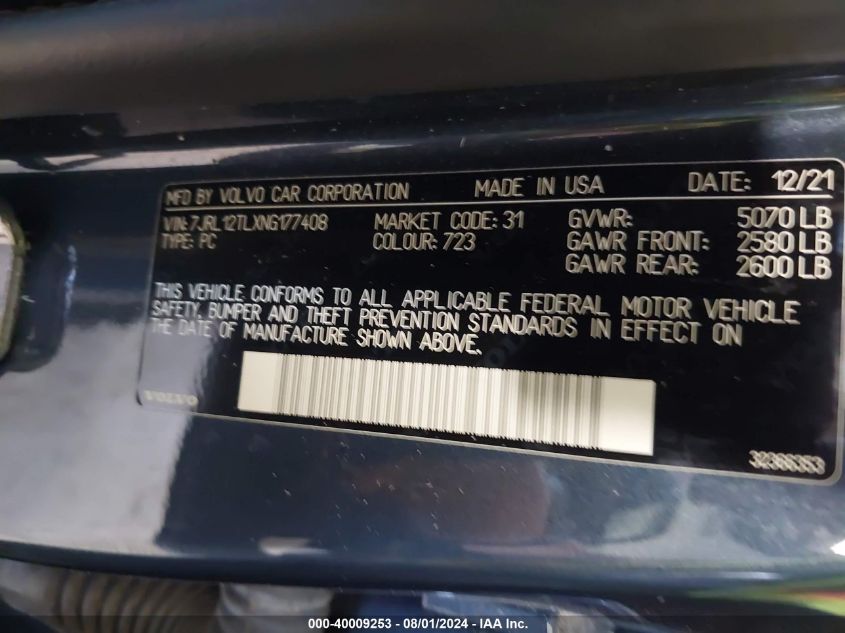 MFD BY VOLVO CAR CORPORATION MADE IN USA DATE: 12/21
VIN: 7JRL12TLXNG177408 MARKET CODE: 31 GVWR: 5070 LB
TYPE: PC COLOUR: 723 GAWR FRONT: 2580 LB
GAWR REAR: 2600 LB
THIS VEHICLE CONFORMS TO ALL APPLICABLE FEDERAL MOTOR VEHICLE
SAFETY, BUMPER AND THEFT PREVENTION STANDARDS IN EFFECT ON
THE DATE OF MANUFACTURE SHOWN ABOVE.
VOLVO
32366353
000-40009253 - 08/01/2024 - IAA Inc.